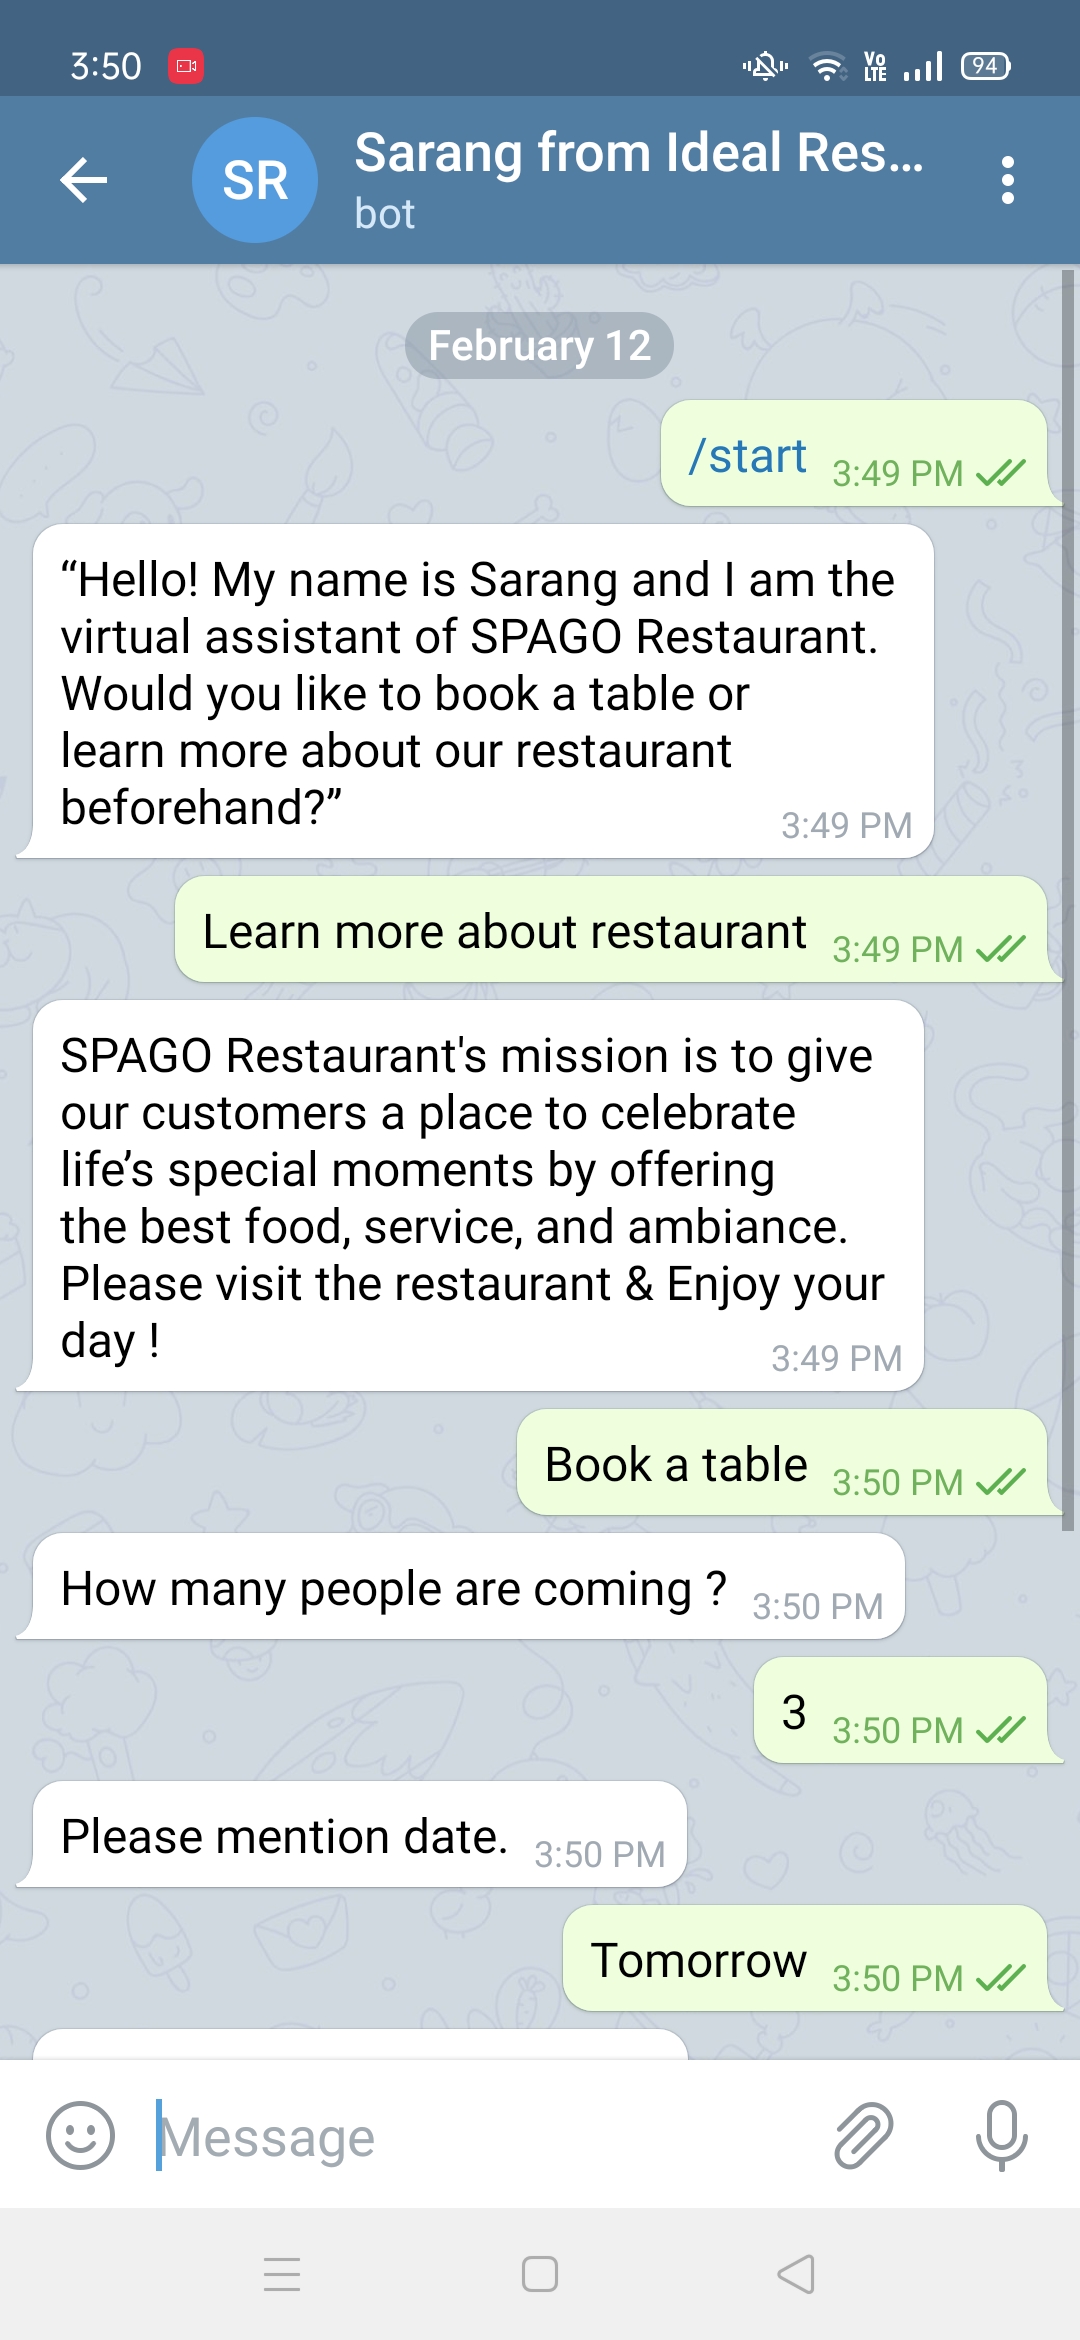 3:50
Vo
LTE
94
SR
Sarang from Ideal Res...
bot
February 12
/start 3:49 PM
“Hello! My name is Sarang and I am the
virtual assistant of SPAGO Restaurant.
Would you like to book a table or
learn more about our restaurant
beforehand?”
3:49 PM
Learn more about restaurant 3:49 PM
SPAGO Restaurant's mission is to give
our customers a place to celebrate
life’s special moments by offering
the best food, service, and ambiance.
Please visit the restaurant & Enjoy your
day !
3:49 PM
Book a table 3:50 PM
How many people are coming ? 3:50 PM
3 3:50 PM
Please mention date. 3:50 PM
Tomorrow 3:50 PM
Message